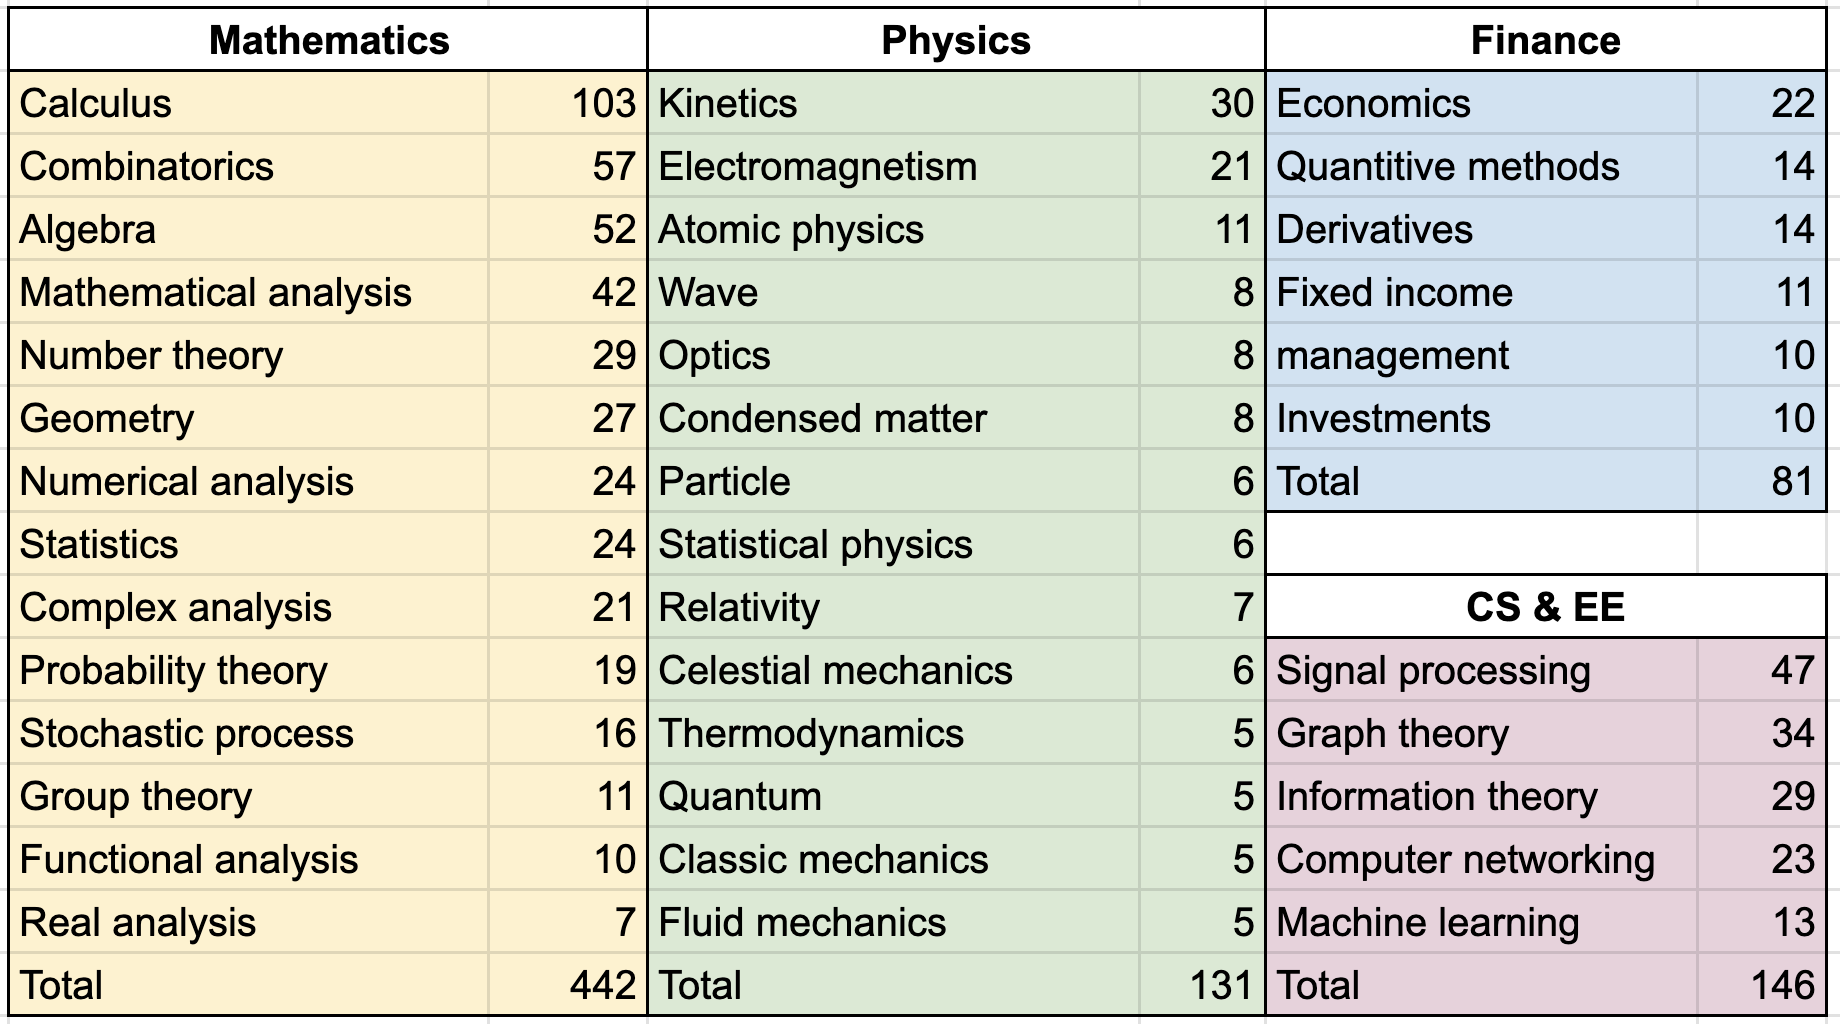 Mathematics Physics Finance
Calculus 103 Kinetics 30 Economics 22
Combinatorics 57 Electromagnetism 21 Quantitive methods 14
Algebra 52 Atomic physics 11 Derivatives 14
Mathematical analysis 42 Wave 8 Fixed income 11
Number theory 29 Optics 8 management 10
Geometry 27 Condensed matter 8 Investments 10
Numerical analysis 24 Particle 6 Total 81
Statistics 24 Statistical physics 6
Complex analysis 21 Relativity 7 CS & EE
Probability theory 19 Celestial mechanics 6 Signal processing 47
Stochastic process 16 Thermodynamics 5 Graph theory 34
Group theory 11 Quantum 5 Information theory 29
Functional analysis 10 Classic mechanics 5 Computer networking 23
Real analysis 7 Fluid mechanics 5 Machine learning 13
Total 442 Total 131 Total 146